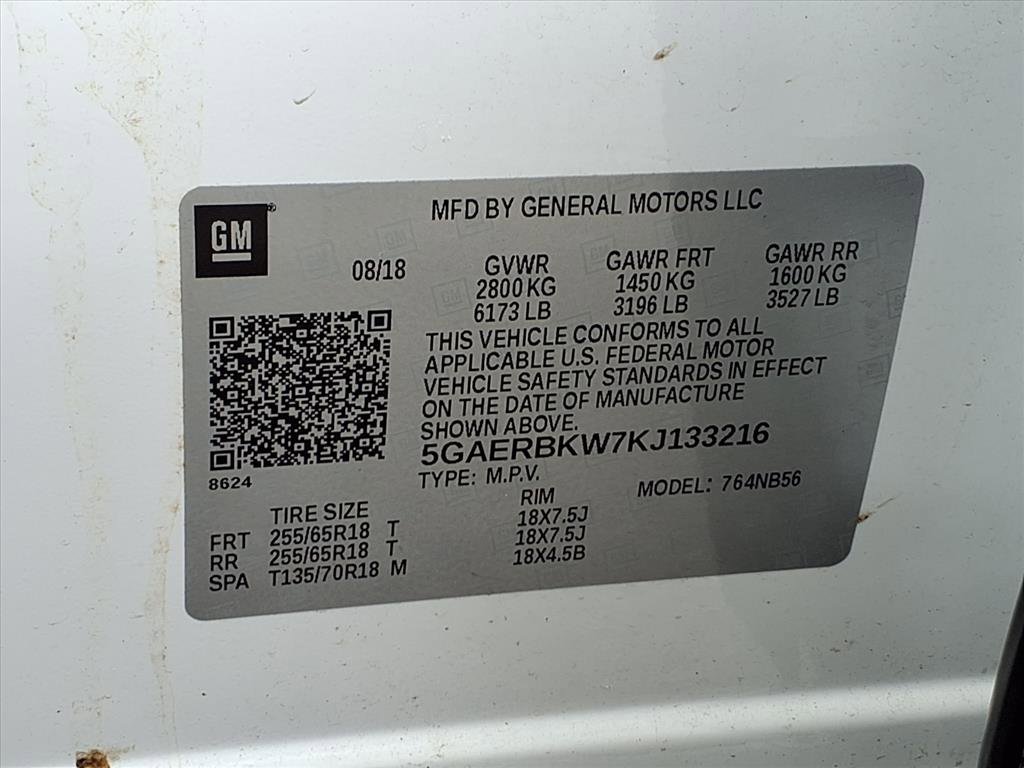 GM®
MFD BY GENERAL MOTORS LLC
08/18
GVWR GAWR FRT GAWR RR
2800 KG 1450 KG 1600 KG
6173 LB 3196 LB 3527 LB
THIS VEHICLE CONFORMS TO ALL
APPLICABLE U.S. FEDERAL MOTOR
VEHICLE SAFETY STANDARDS IN EFFECT
ON THE DATE OF MANUFACTURE
SHOWN ABOVE.
5GAERBKW7KJ133216
TYPE: M.P.V. MODEL: 764NB56
8624
TIRE SIZE RIM
FRT 255/65R18 T 18X7.5J
RR 255/65R18 T 18X7.5J
SPA T135/70R18 M 18X4.5B